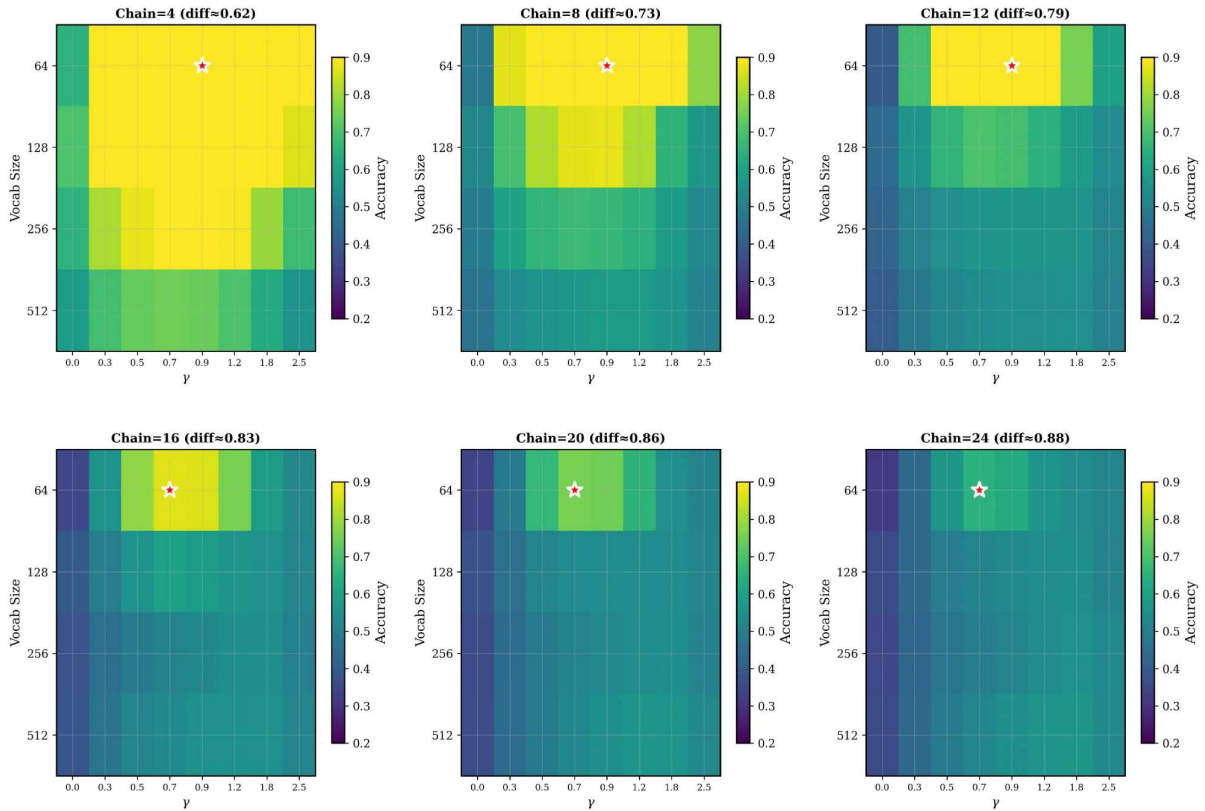 Chain=4 (diff≈0.62)
Vocab Size
64
128
256
512
0.0 0.3 0.5 0.7 0.9 1.2 1.8 2.5
γ
0.9
0.8
0.7
0.6
0.5
0.4
0.3
0.2
Accuracy
Chain=8 (diff≈0.73)
Vocab Size
64
128
256
512
0.0 0.3 0.5 0.7 0.9 1.2 1.8 2.5
γ
0.9
0.8
0.7
0.6
0.5
0.4
0.3
0.2
Accuracy
Chain=12 (diff≈0.79)
Vocab Size
64
128
256
512
0.0 0.3 0.5 0.7 0.9 1.2 1.8 2.5
γ
0.9
0.8
0.7
0.6
0.5
0.4
0.3
0.2
Accuracy
Chain=16 (diff≈0.83)
Vocab Size
64
128
256
512
0.0 0.3 0.5 0.7 0.9 1.2 1.8 2.5
γ
0.9
0.8
0.7
0.6
0.5
0.4
0.3
0.2
Accuracy
Chain=20 (diff≈0.86)
Vocab Size
64
128
256
512
0.0 0.3 0.5 0.7 0.9 1.2 1.8 2.5
γ
0.9
0.8
0.7
0.6
0.5
0.4
0.3
0.2
Accuracy
Chain=24 (diff≈0.88)
Vocab Size
64
128
256
512
0.0 0.3 0.5 0.7 0.9 1.2 1.8 2.5
γ
0.9
0.8
0.7
0.6
0.5
0.4
0.3
0.2
Accuracy